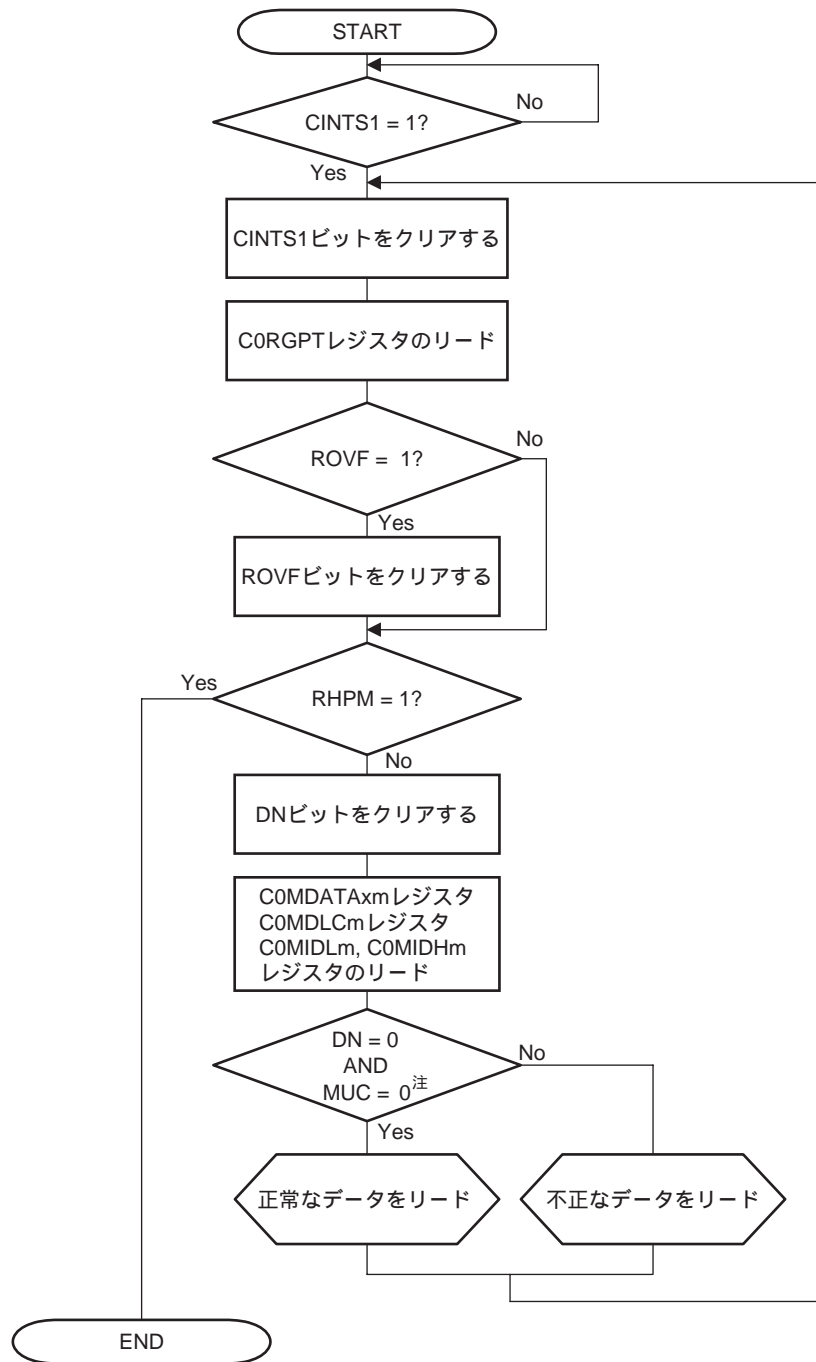 START
CINTS1 = 1?
No
Yes
CINTS1ビットをクリアする
C0RGPTレジスタのリード
ROVF = 1?
No
Yes
ROVFビットをクリアする
Yes
RHPM = 1?
No
DNビットをクリアする
C0MDATAxmレジスタ
C0MDLCmレジスタ
C0MIDLm, C0MIDHm
レジスタのリード
DN = 0
AND
MUC = 0注
No
Yes
正常なデータをリード
不正なデータをリード
END